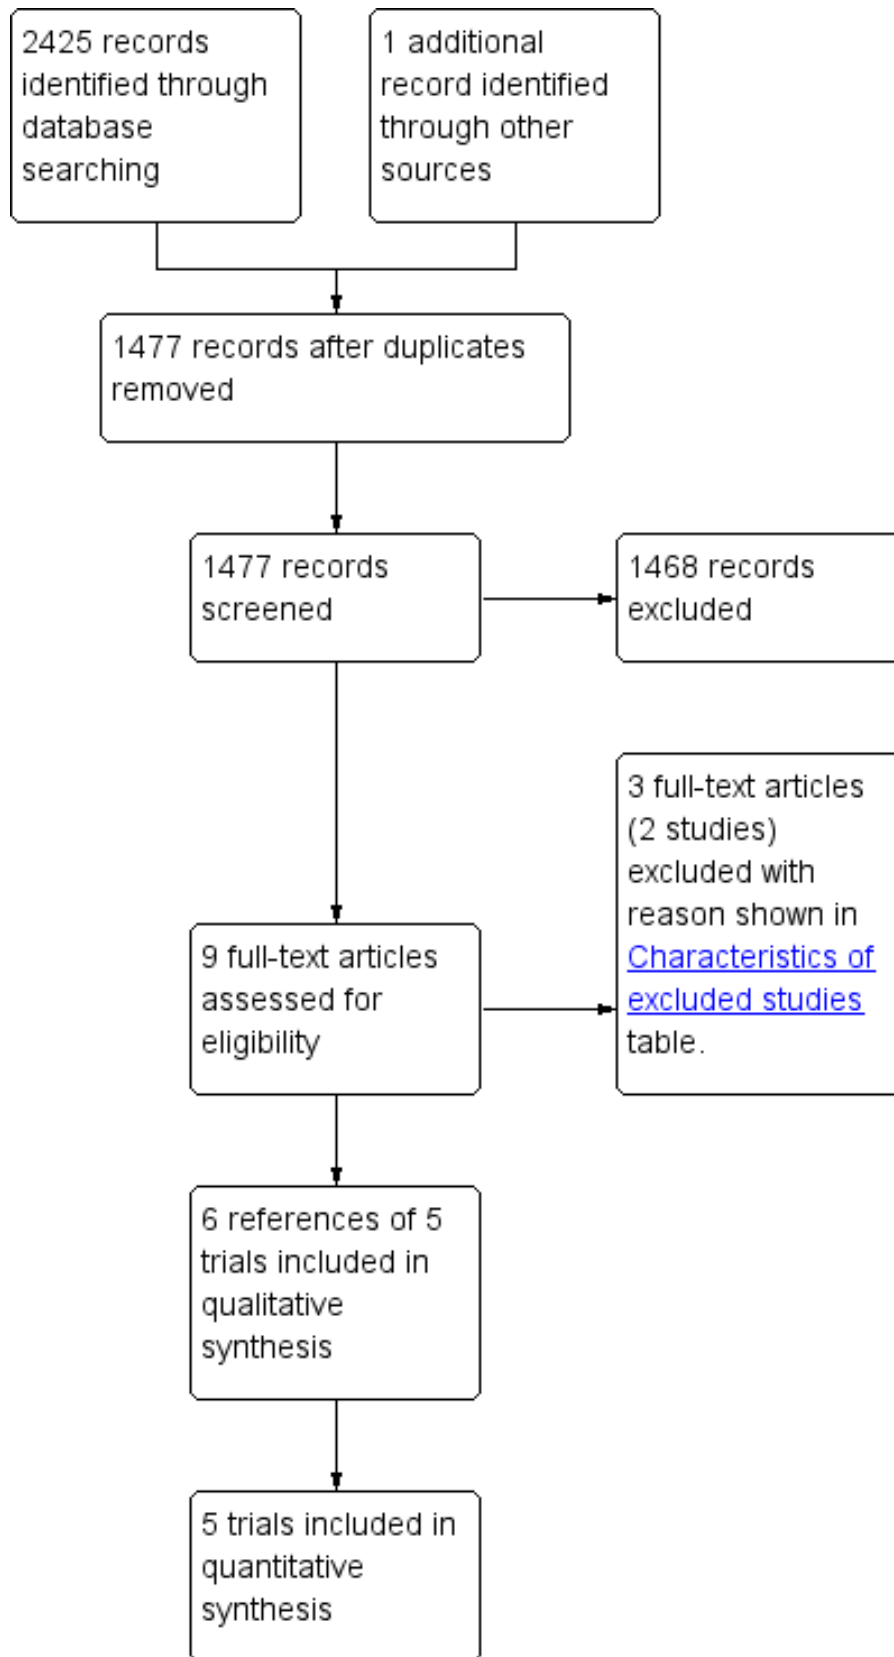 2425 records
identified through
database
searching
1 additional
record identified
through other
sources
1477 records after duplicates
removed
1477 records
screened
1468 records
excluded
3 full-text articles
(2 studies)
excluded with
reason shown in
Characteristics of
excluded studies
table.
9 full-text articles
assessed for
eligibility
6 references of 5
trials included in
qualitative
synthesis
5 trials included in
quantitative
synthesis